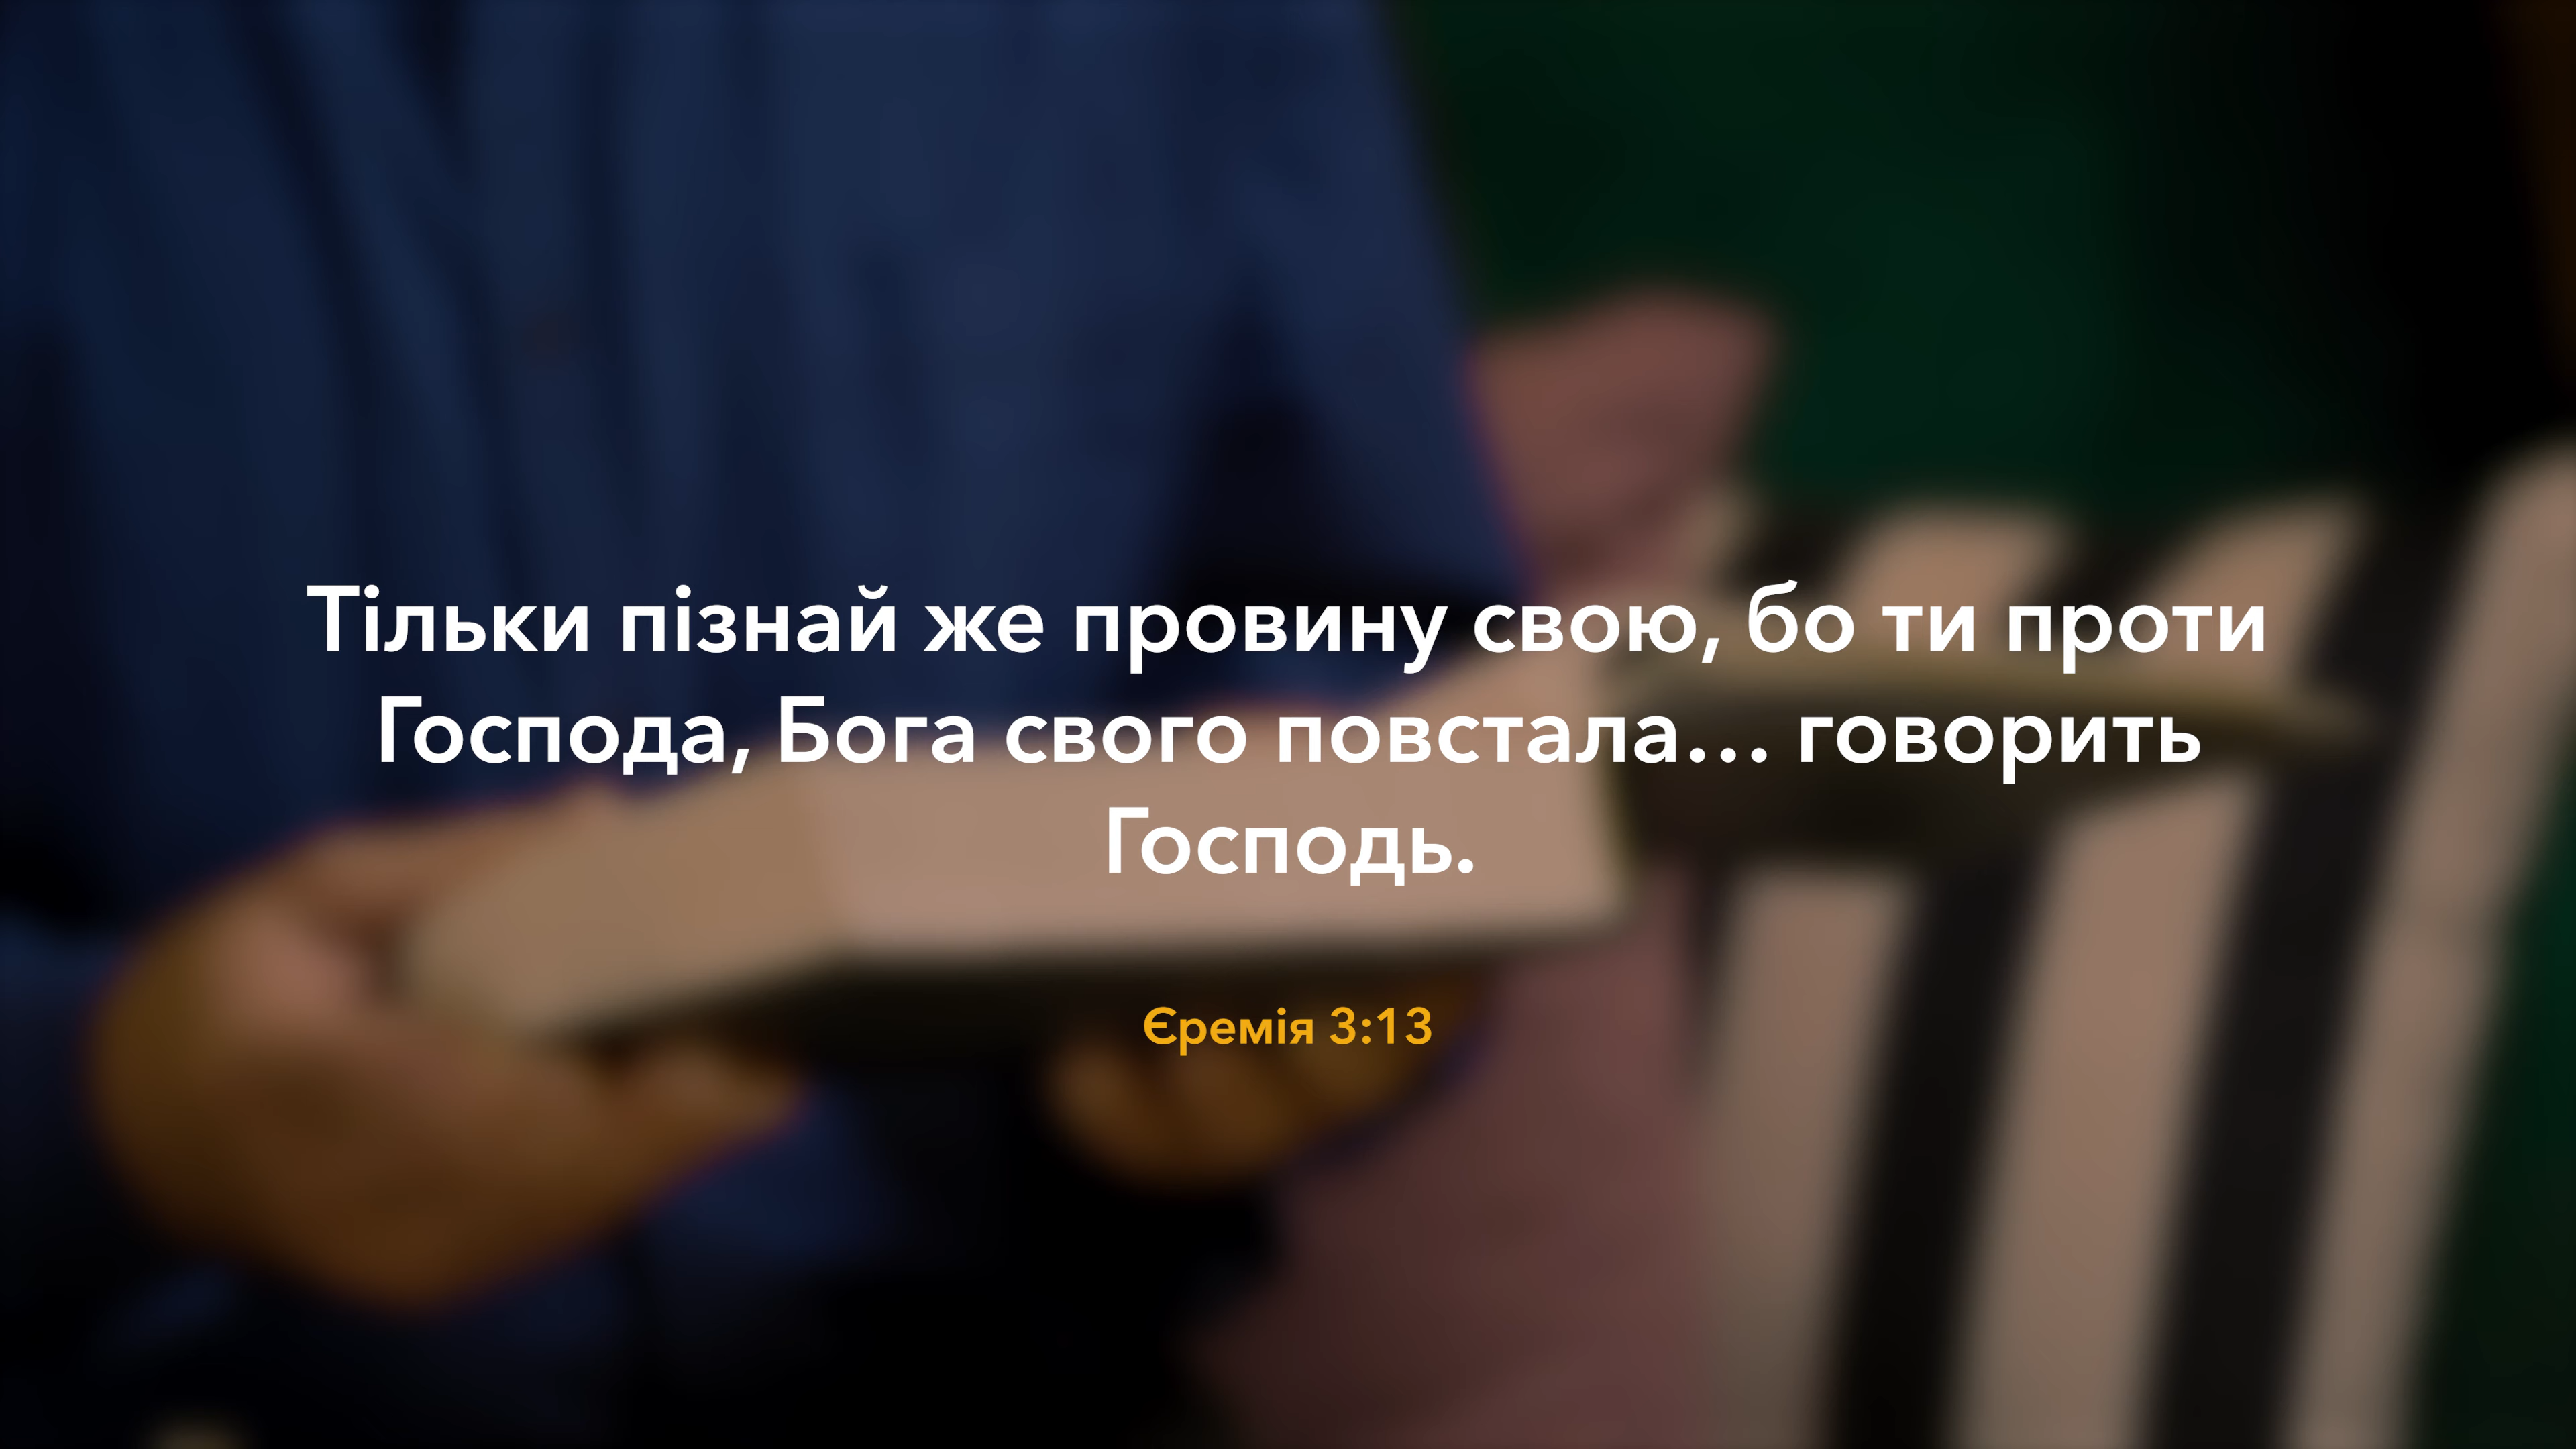 Тільки пізнай же провину свою, бо ти проти
Господа, Бога свого повстала… говорить
Господь.
Єремія 3:13